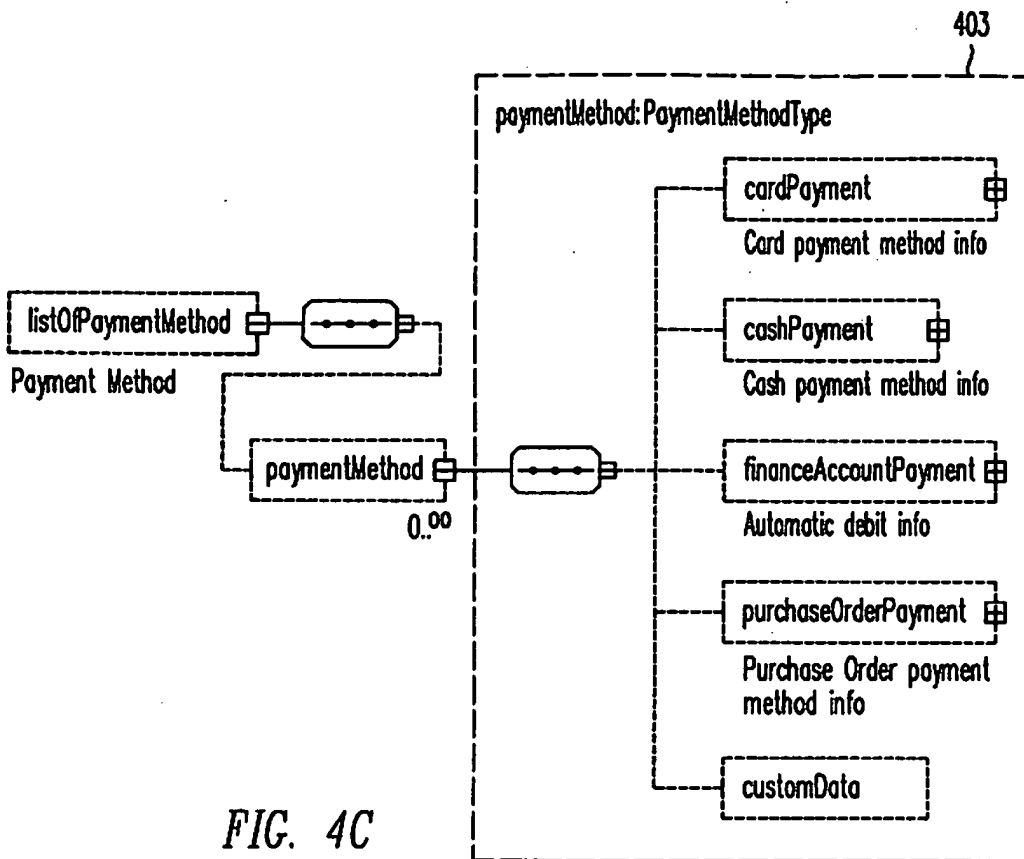 403
paymentMethod:PaymentMethodType
cardPayment
Card payment method info
listOfPaymentMethod
Payment Method
cashPayment
Cash payment method info
paymentMethod
0..∞
financeAccountPayment
Automatic debit info
purchaseOrderPayment
Purchase Order payment
method info
customData
FIG. 4C